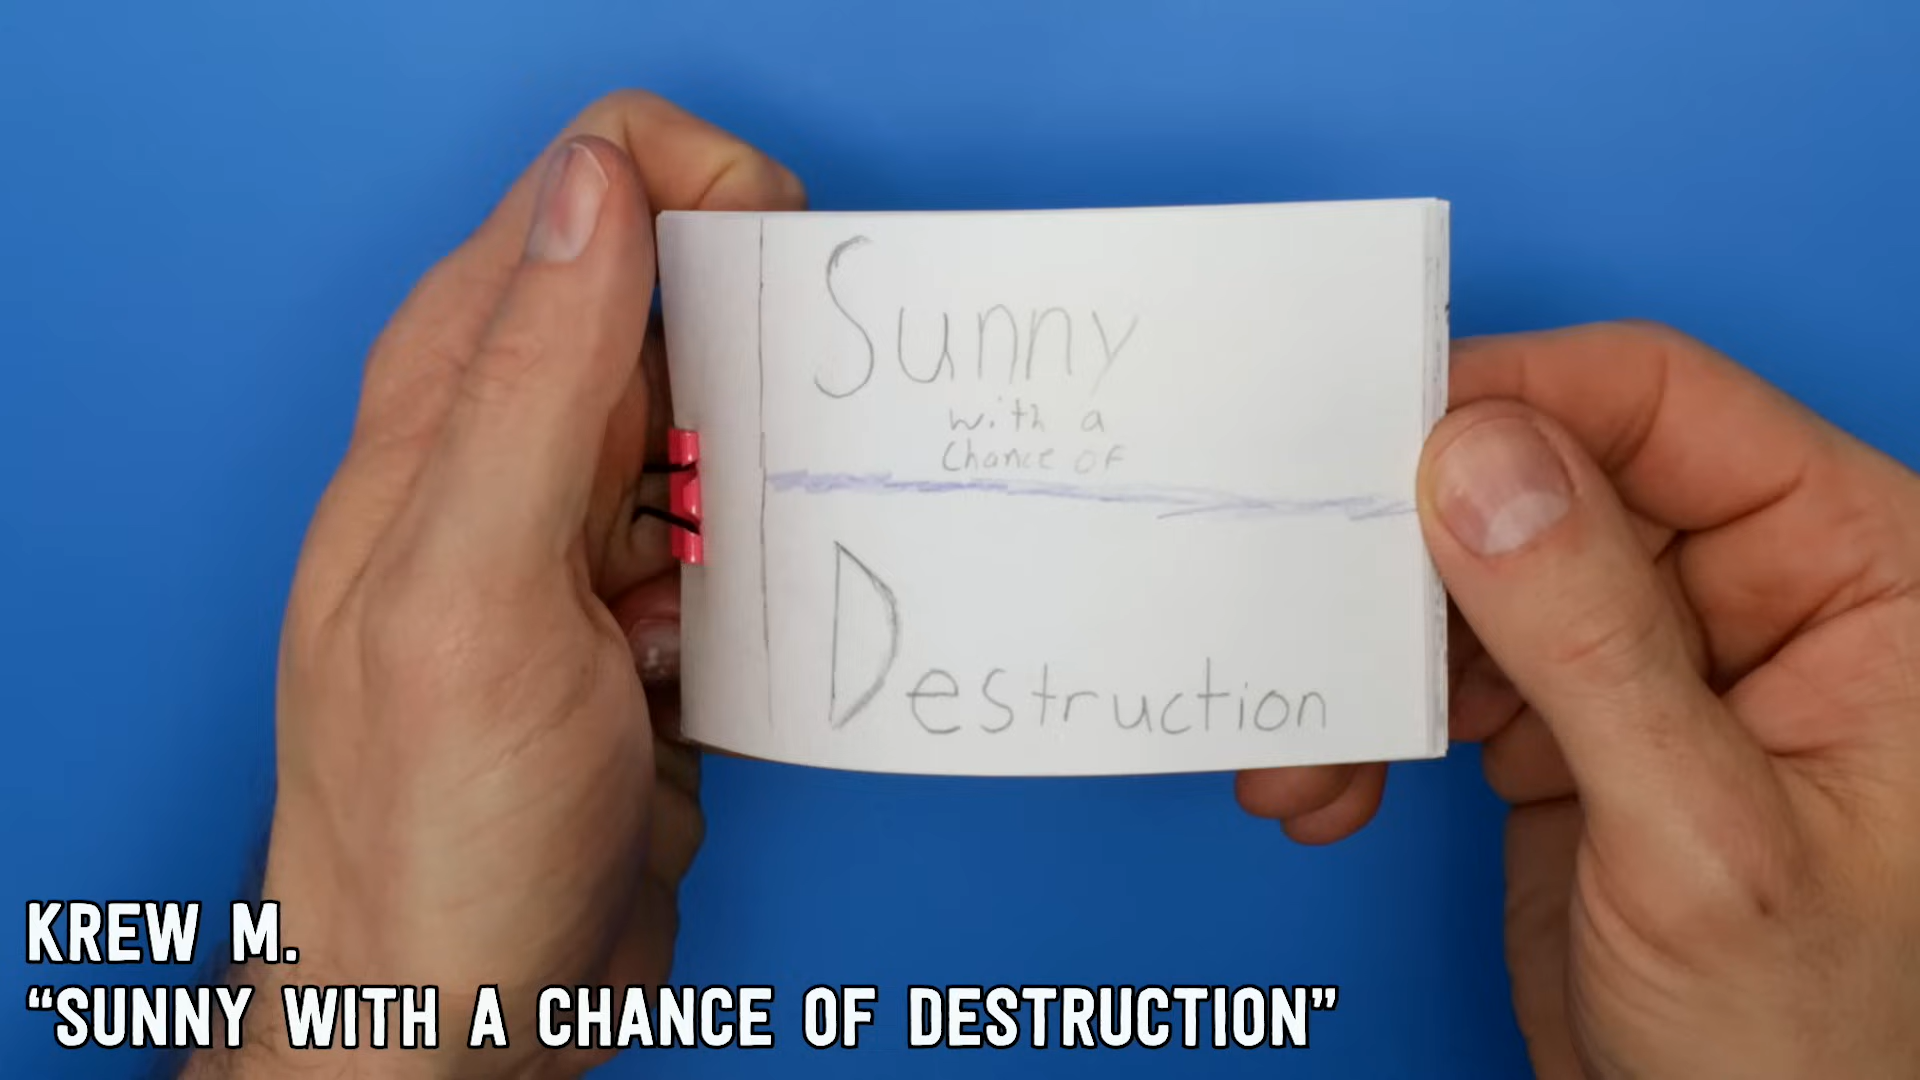 Sunny
with a
Chance of
Destruction
KREW M.
“SUNNY WITH A CHANCE OF DESTRUCTION”